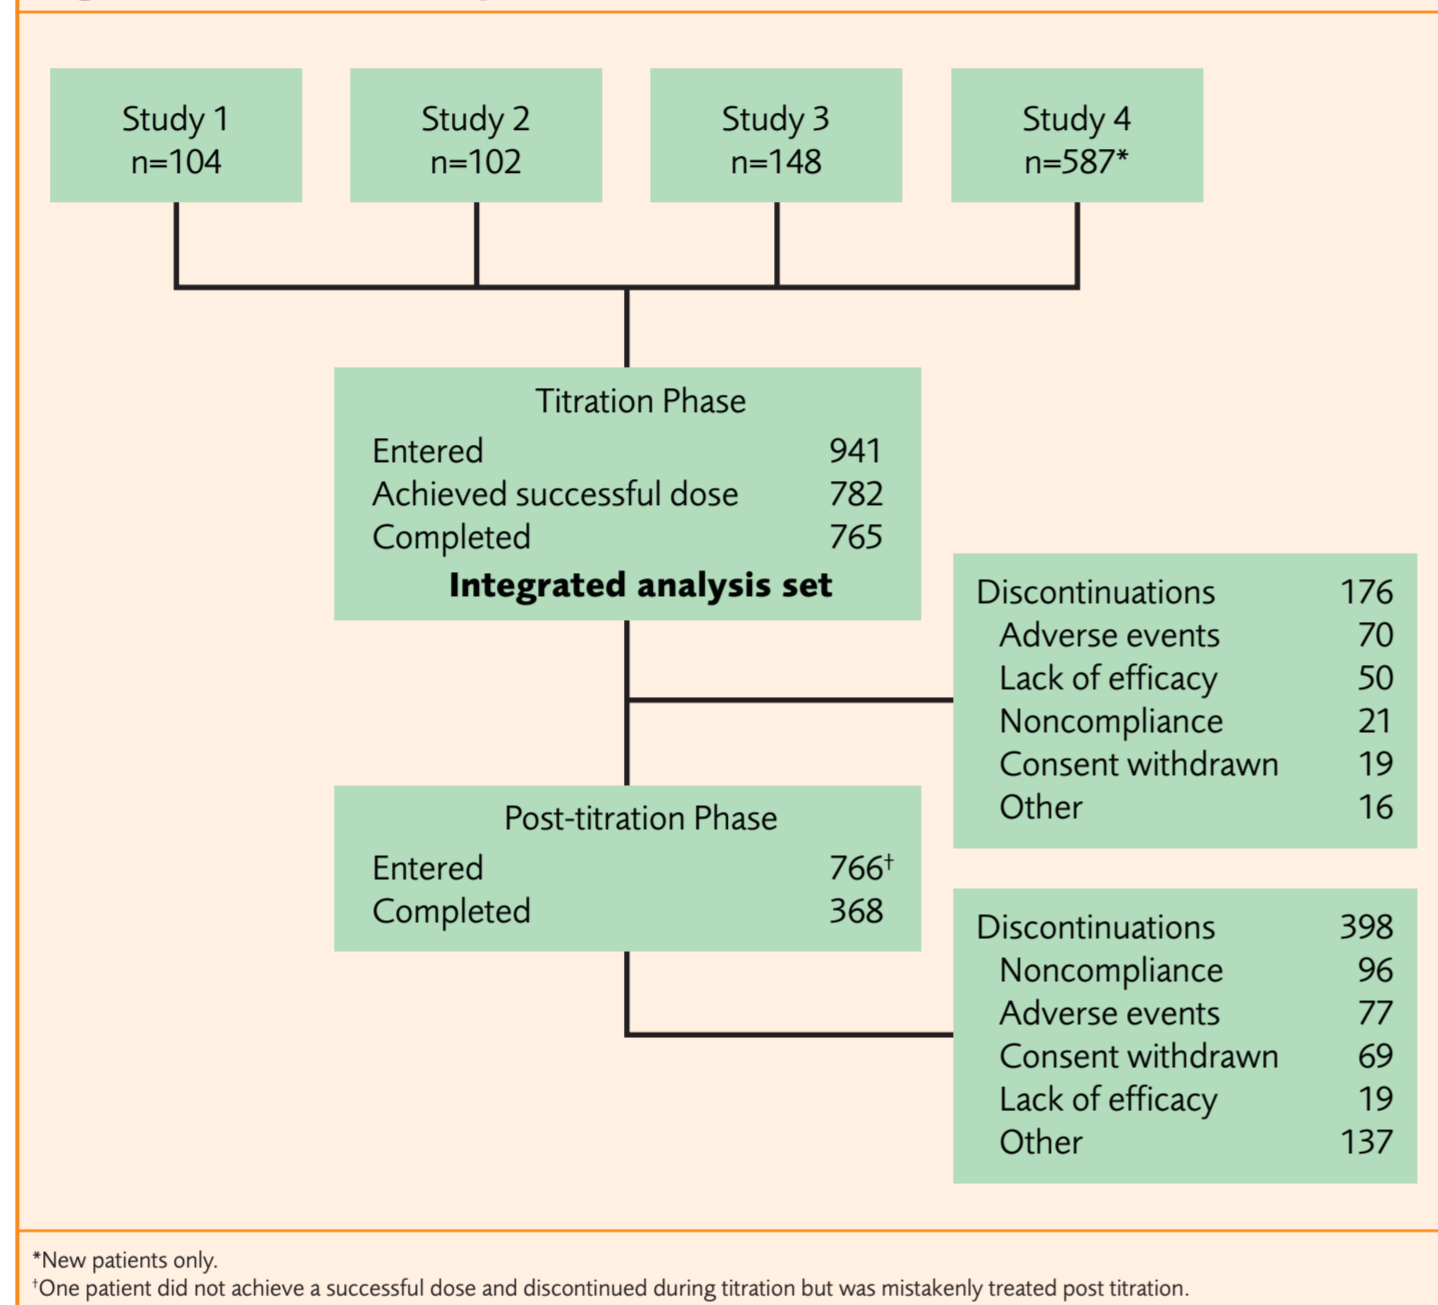 Study 1
n=104
Study 2
n=102
Study 3
n=148
Study 4
n=587*
Titration Phase
Entered 941
Achieved successful dose 782
Completed 765
Integrated analysis set
Discontinuations 176
Adverse events 70
Lack of efficacy 50
Noncompliance 21
Consent withdrawn 19
Other 16
Post-titration Phase
Entered 766†
Completed 368
Discontinuations 398
Noncompliance 96
Adverse events 77
Consent withdrawn 69
Lack of efficacy 19
Other 137
*New patients only.
†One patient did not achieve a successful dose and discontinued during titration but was mistakenly treated post titration.